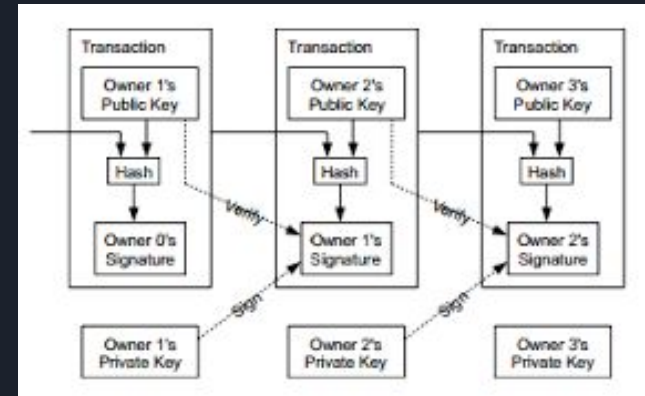 Transaction
Owner 1's
Public Key
Hash
Owner 0's
Signature
Transaction
Owner 2's
Public Key
Hash
Verify
Owner 1's
Signature
Sign
Transaction
Owner 3's
Public Key
Hash
Verify
Owner 2's
Signature
Sign
Owner 1's
Private Key
Owner 2's
Private Key
Owner 3's
Private Key